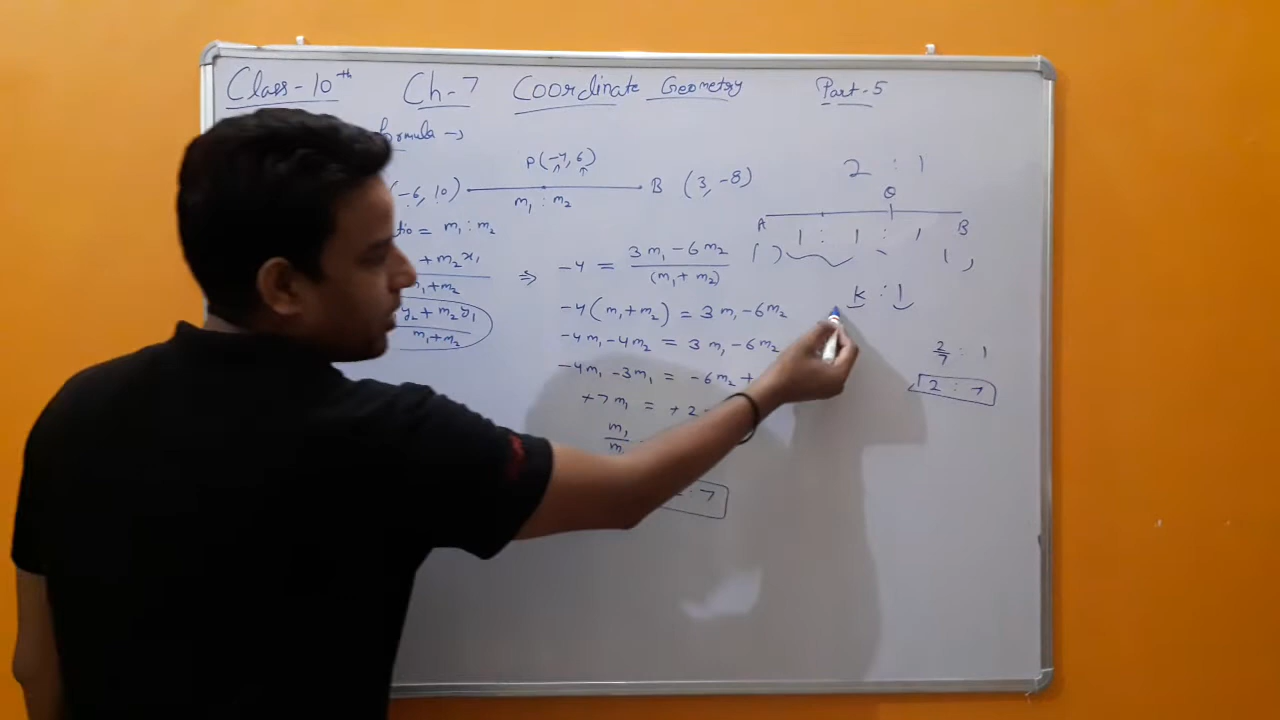 Class-10th Ch-7 Coordinate Geometry Part-5
formula →
P(-4, 6)
(-6, 10) B (3, -8)
m₁ : m₂
= m₁ : m₂
+ m₂x₁
m₁+m₂
y₂ + m₂y₁
m₁+m₂
⇒ -4 = 3m₁-6m₂
(m₁+m₂)
-4(m₁+m₂) = 3m₁-6m₂
-4m₁-4m₂ = 3m₁-6m₂
-4m₁-3m₁ = -6m₂+
+7m₁ = +2
m₁
: 7
2 : 1
Q
A B
1 : 1 : 1
( ) ( ,
k : 1
2/7 : 1
2 : 7